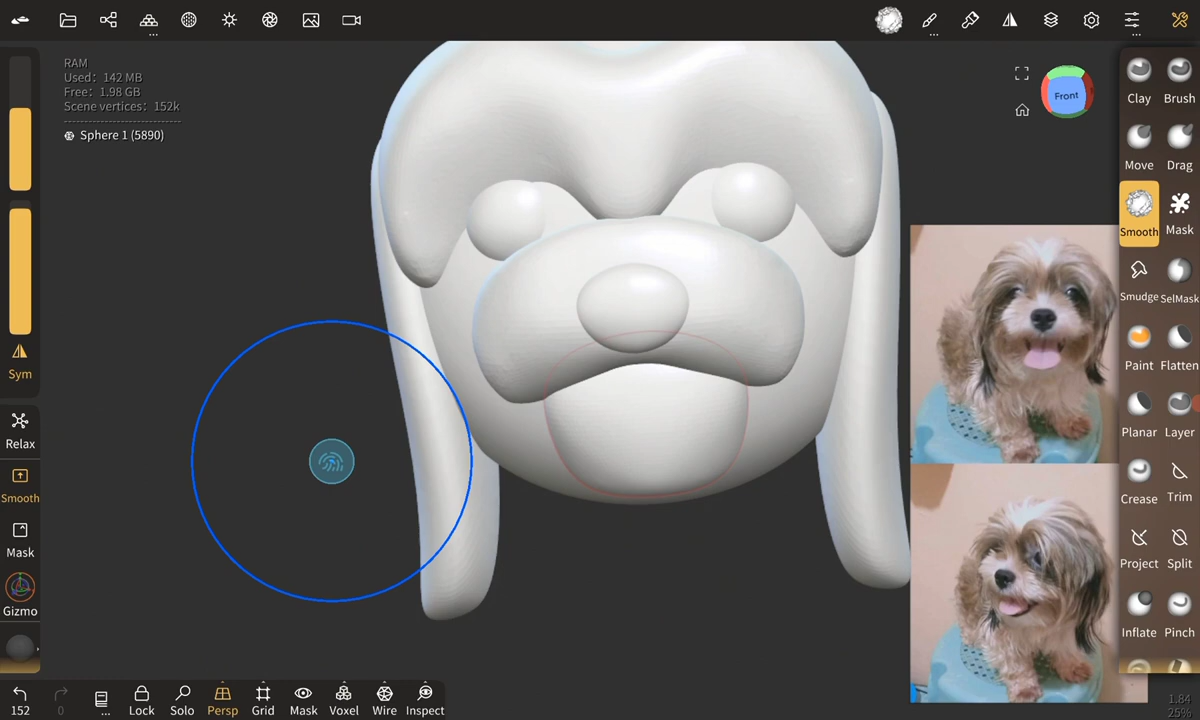 RAM
Used: 142 MB
Free: 1.98 GB
Scene vertices: 152k
Sphere 1 (5890)
Front
Clay
Brush
Move
Drag
Smooth
Mask
Smudge
SelMask
Paint
Flatten
Planar
Layer
Crease
Trim
Project
Split
Inflate
Pinch
Sym
Relax
Smooth
Mask
Gizmo
152
0
...
Lock
Solo
Persp
Grid
Mask
Voxel
Wire
Inspect
1.84
25%